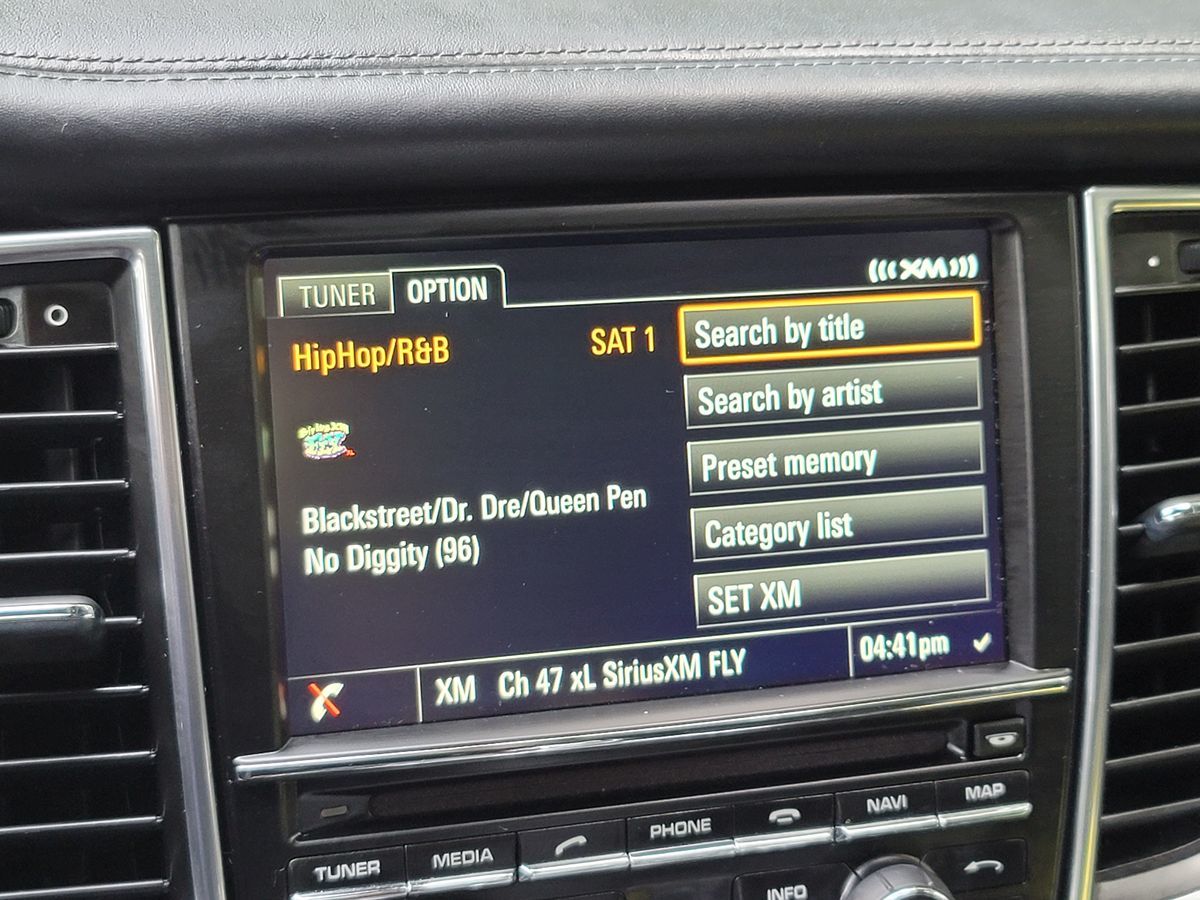 TUNER OPTION
(((XM)))
HipHop/R&B SAT 1
Blackstreet/Dr. Dre/Queen Pen
No Diggity (96)
Search by title
Search by artist
Preset memory
Category list
SET XM
XM Ch 47 xL SiriusXM FLY
04:41pm
TUNER MEDIA PHONE NAVI MAP
INFO